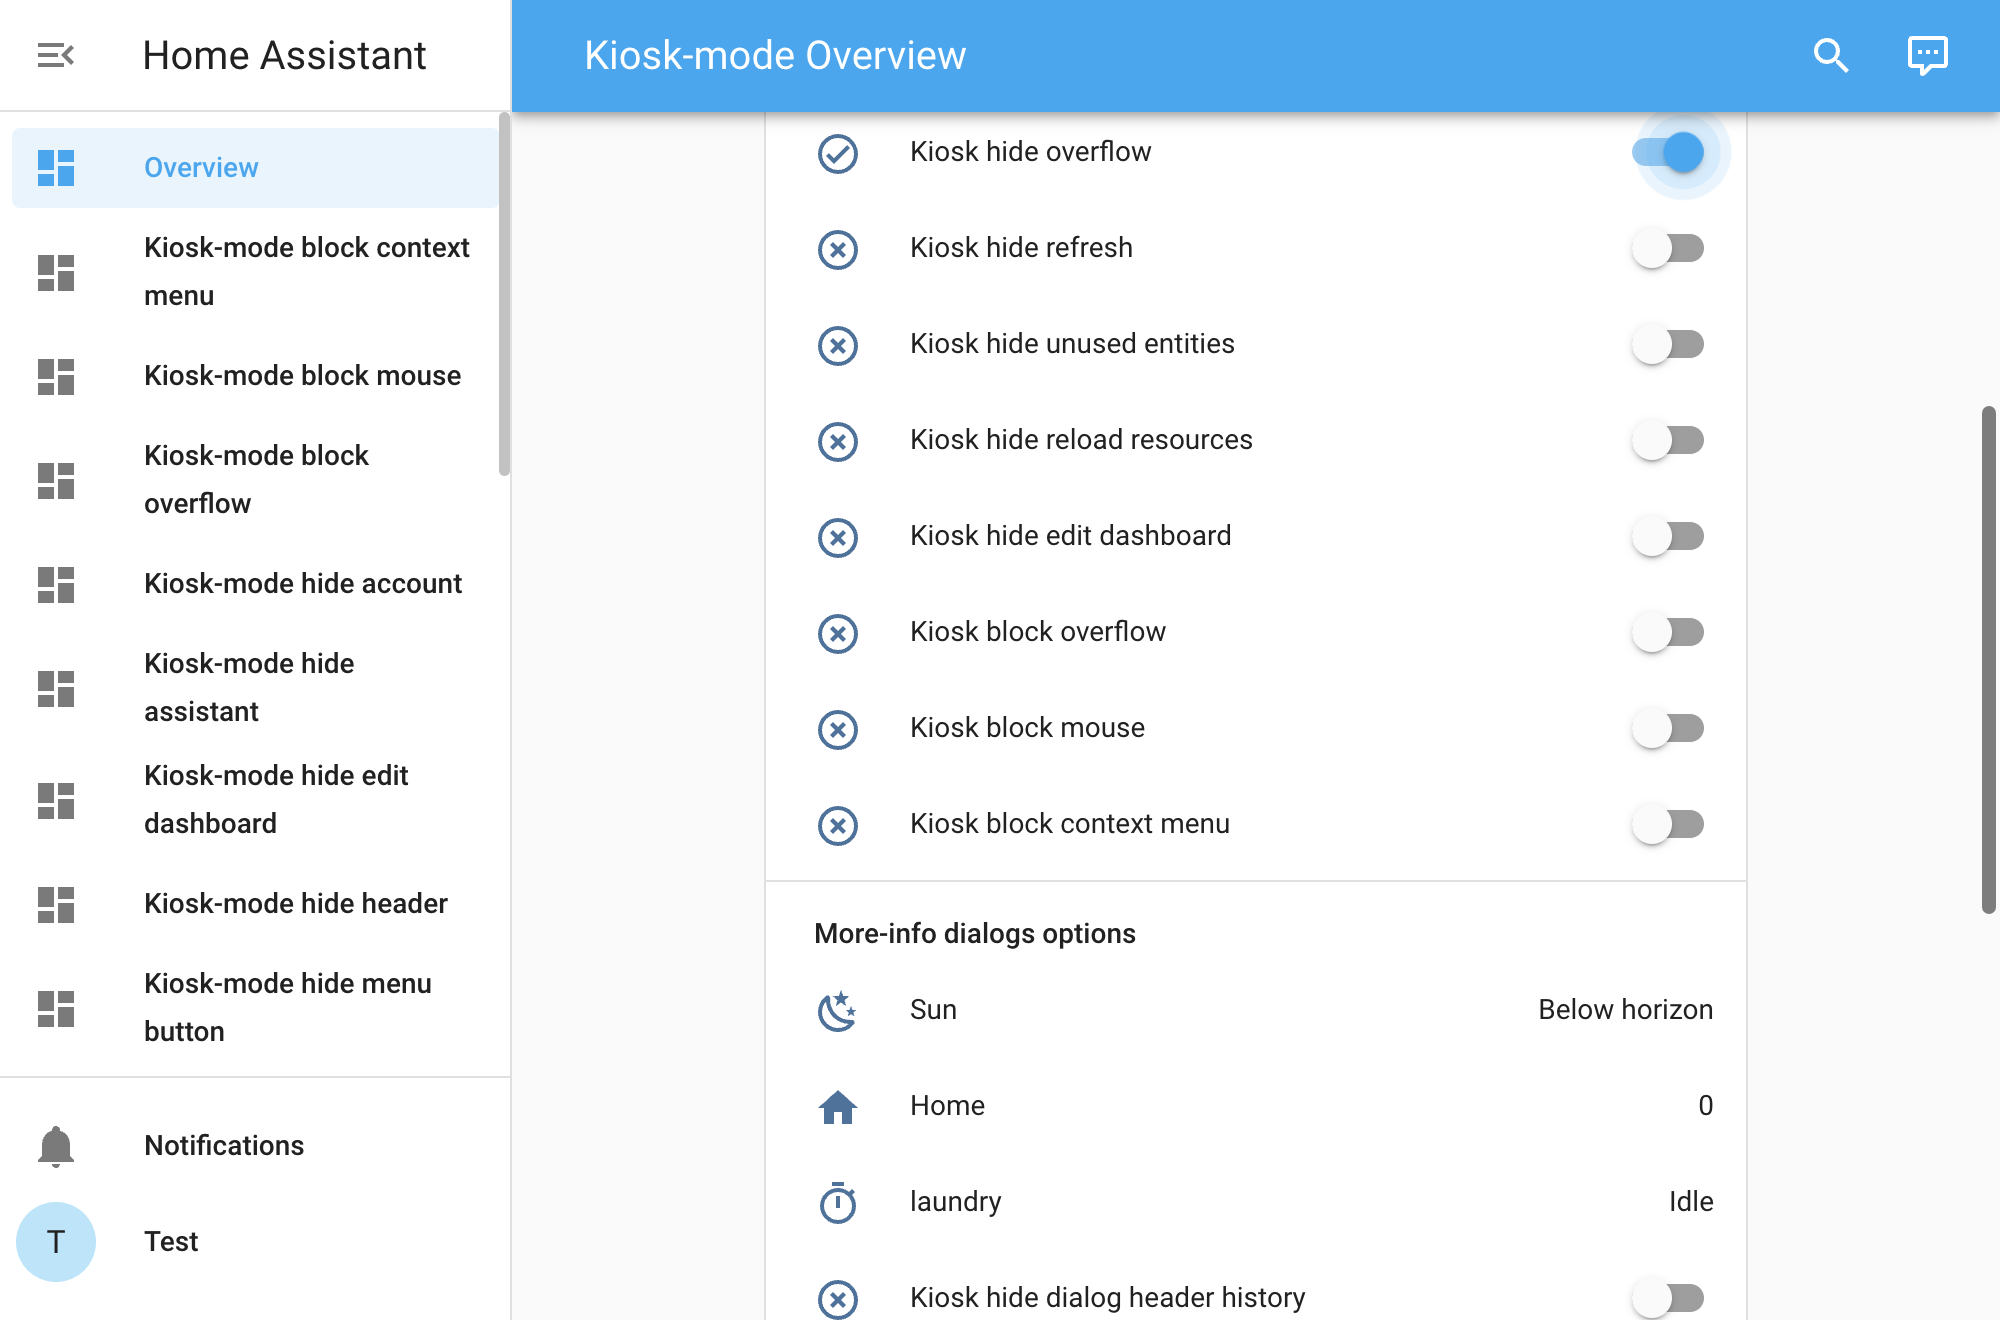 Home Assistant
Kiosk-mode Overview
Overview
Kiosk-mode block context
menu
Kiosk-mode block mouse
Kiosk-mode block
overflow
Kiosk-mode hide account
Kiosk-mode hide
assistant
Kiosk-mode hide edit
dashboard
Kiosk-mode hide header
Kiosk-mode hide menu
button
Notifications
T
Test
Kiosk hide overflow
Kiosk hide refresh
Kiosk hide unused entities
Kiosk hide reload resources
Kiosk hide edit dashboard
Kiosk block overflow
Kiosk block mouse
Kiosk block context menu
More-info dialogs options
Sun Below horizon
Home 0
laundry Idle
Kiosk hide dialog header history